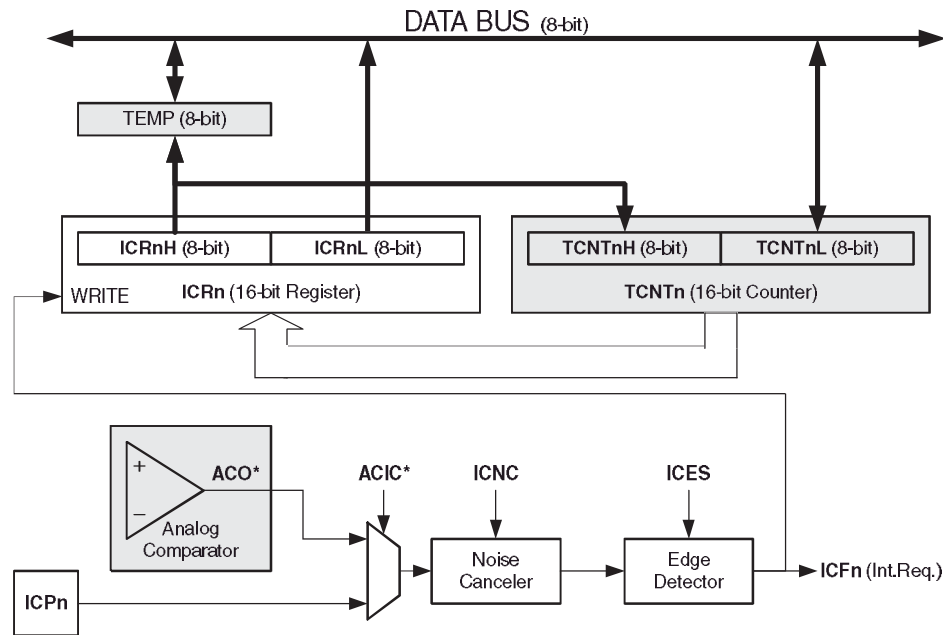 DATA BUS (8-bit)
TEMP (8-bit)
ICRnH (8-bit)
ICRnL (8-bit)
TCNTnH (8-bit)
TCNTnL (8-bit)
WRITE
ICRn (16-bit Register)
TCNTn (16-bit Counter)
+
−
ACO*
Analog
Comparator
ACIC*
ICNC
ICES
Noise
Canceler
Edge
Detector
ICFn (Int.Req.)
ICPn